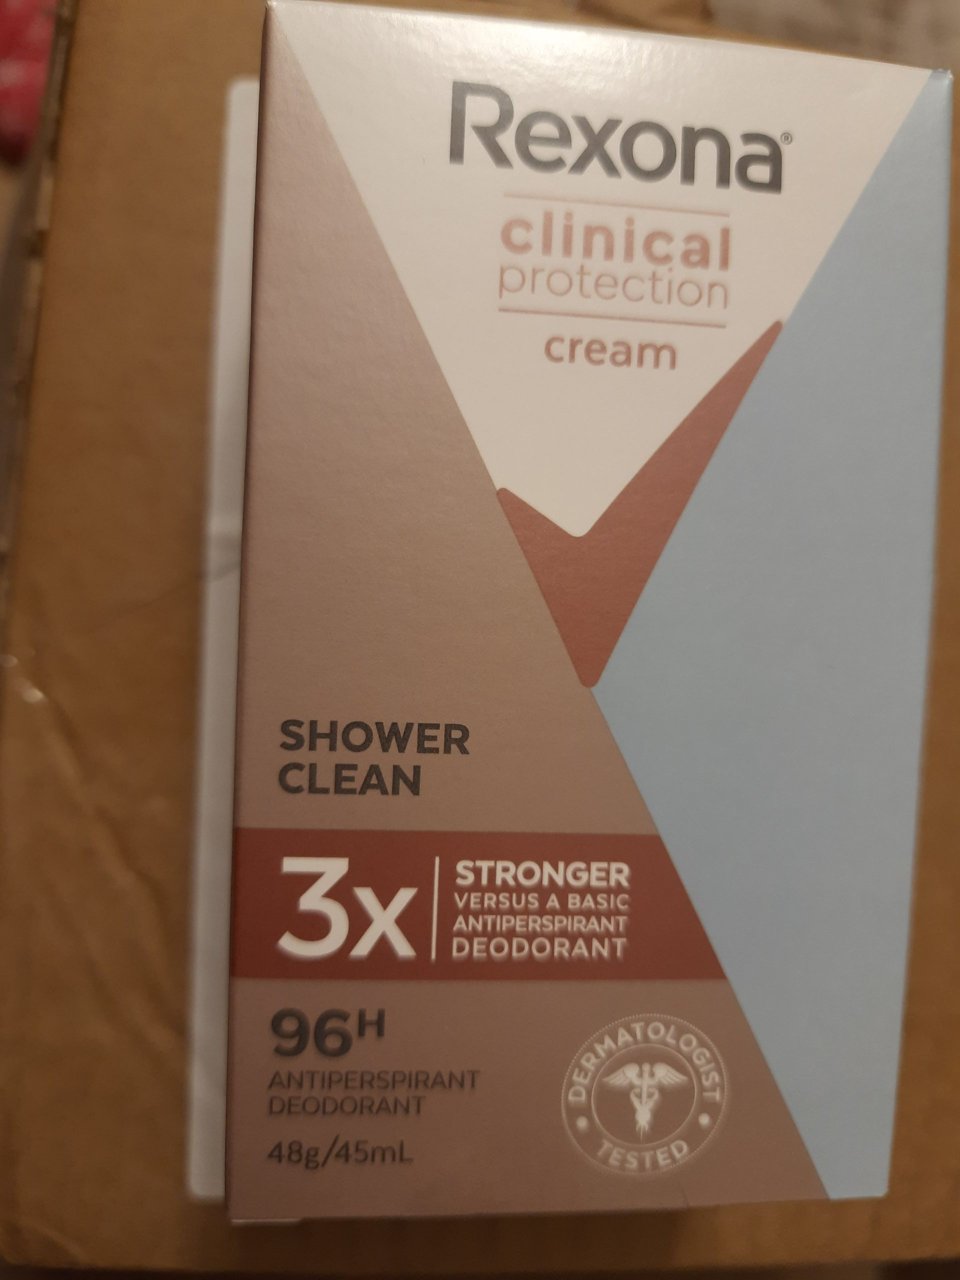 Rexona®
clinical
protection
cream
SHOWER
CLEAN
3x
STRONGER
VERSUS A BASIC
ANTIPERSPIRANT
DEODORANT
96H
ANTIPERSPIRANT
DEODORANT
48g/45mL
DERMATOLOGIST
TESTED